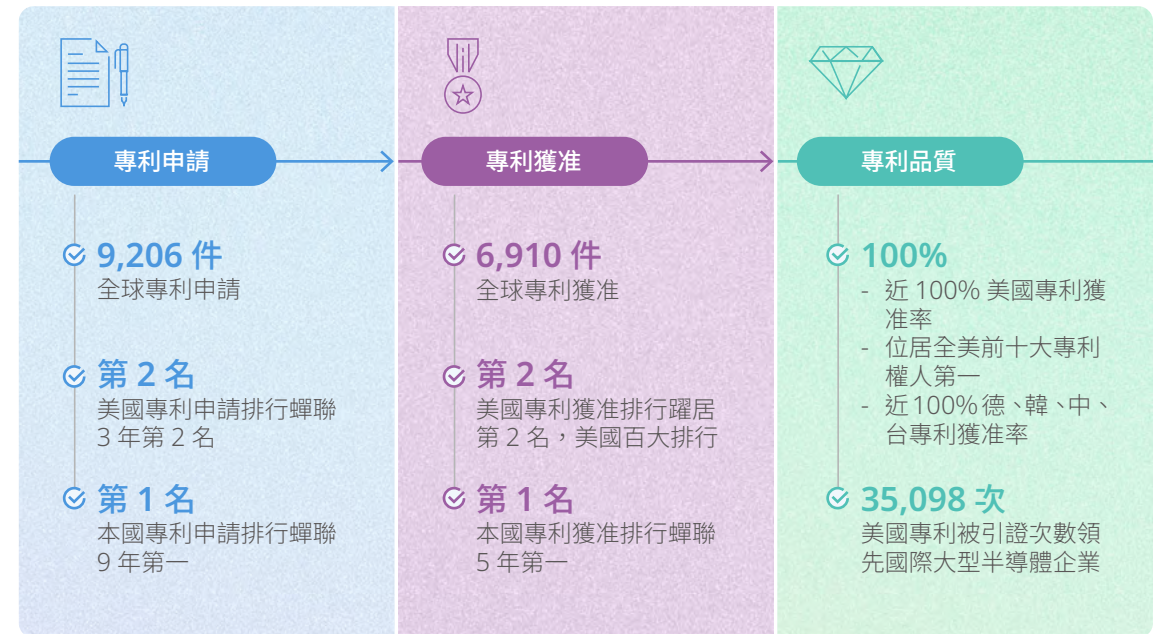 專利申請
9,206 件
全球專利申請
第 2 名
美國專利申請排行蟬聯
3 年第 2 名
第 1 名
本國專利申請排行蟬聯
9 年第一
專利獲准
6,910 件
全球專利獲准
第 2 名
美國專利獲准排行躍居
第 2 名，美國百大排行
第 1 名
本國專利獲准排行蟬聯
5 年第一
專利品質
100%
- 近 100% 美國專利獲
准率
- 位居全美前十大專利
權人第一
- 近100%德、韓、中、
台專利獲准率
35,098 次
美國專利被引證次數領
先國際大型半導體企業